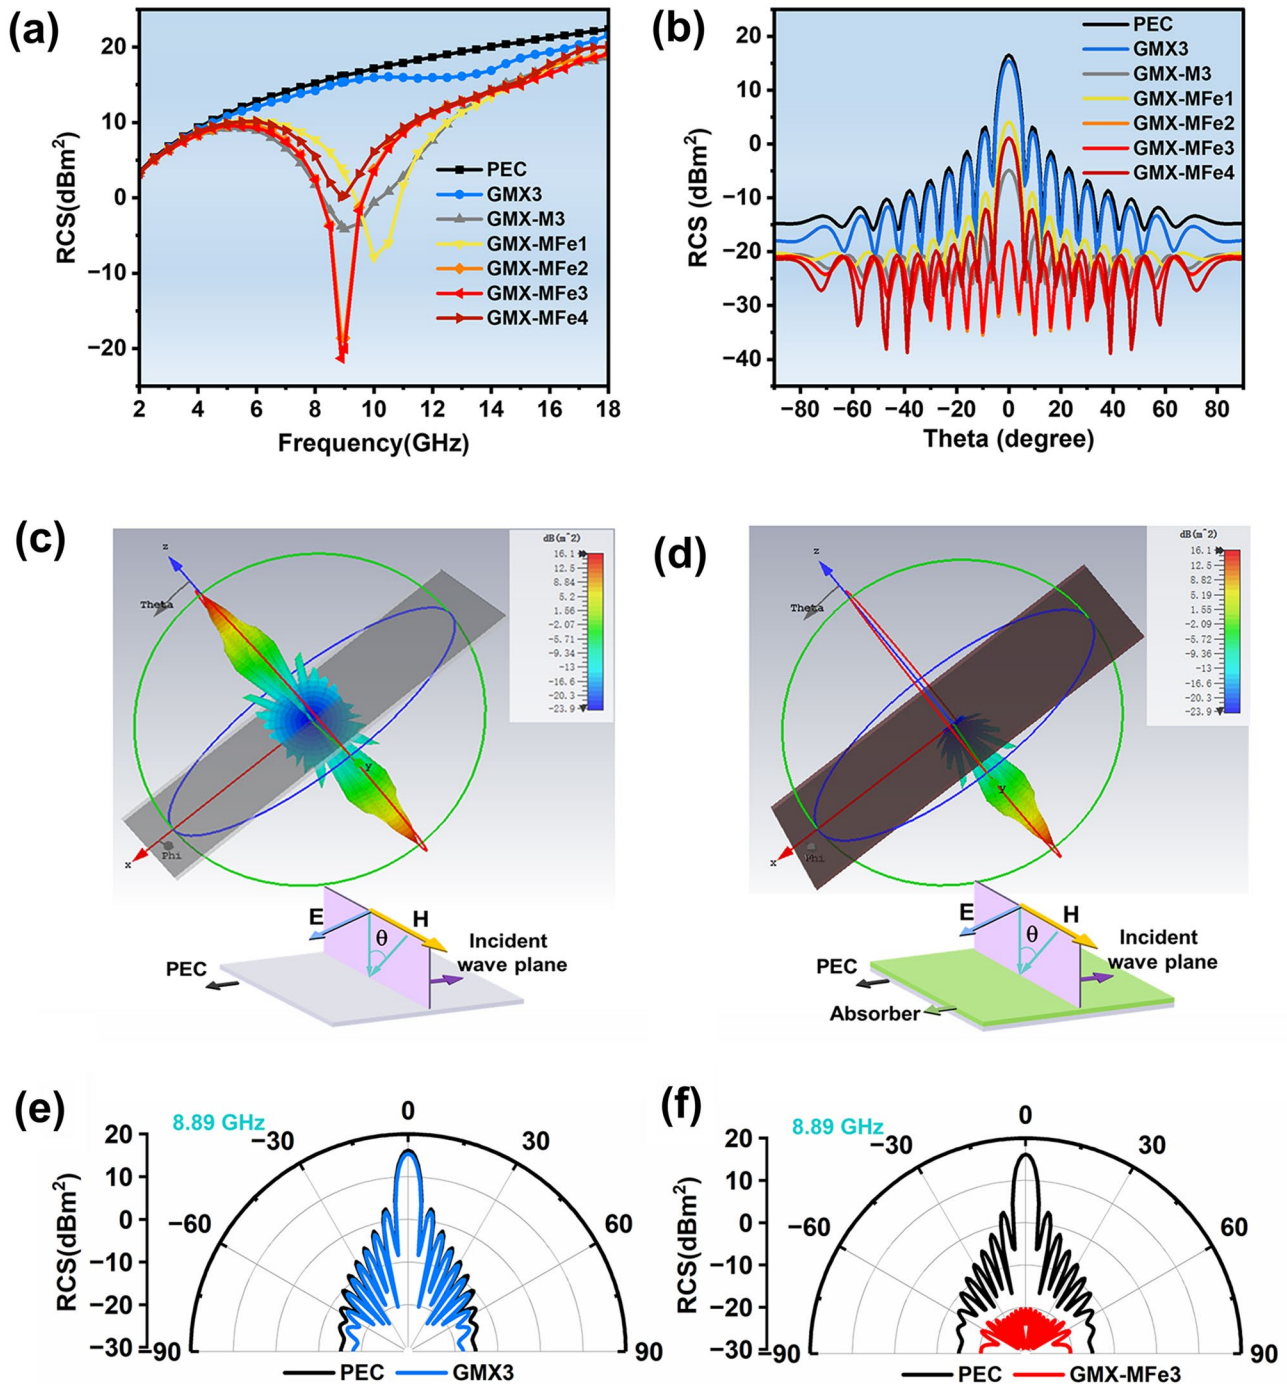 (a)
20
10
0
−10
−20
RCS(dBm²)
2
4
6
8
10
12
14
16
18
Frequency(GHz)
PEC
GMX3
GMX-M3
GMX-MFe1
GMX-MFe2
GMX-MFe3
GMX-MFe4
(b)
20
10
0
−10
−20
−30
−40
RCS (dBm²)
−80
−60
−40
−20
0
20
40
60
80
Theta (degree)
PEC
GMX3
GMX-M3
GMX-MFe1
GMX-MFe2
GMX-MFe3
GMX-MFe4
(c)
z
Theta
y
x
Phi
dB(m^2)
16.1
12.5
8.82
5.19
1.56
-2.07
-5.71
-9.34
-13
-16.6
-20.3
-23.9
E
H
θ
Incident
wave plane
PEC
(d)
z
Theta
y
x
Phi
dB(m^2)
16.1
12.5
8.82
5.19
1.56
-2.07
-5.71
-9.34
-13
-16.6
-20.3
-23.9
E
H
θ
Incident
wave plane
PEC
Absorber
(e)
8.89 GHz
20
10
0
−10
−20
−30
RCS(dBm²)
−90
−60
−30
0
30
60
90
PEC
GMX3
(f)
8.89 GHz
20
10
0
−10
−20
−30
RCS(dBm²)
−90
−60
−30
0
30
60
90
PEC
GMX-MFe3